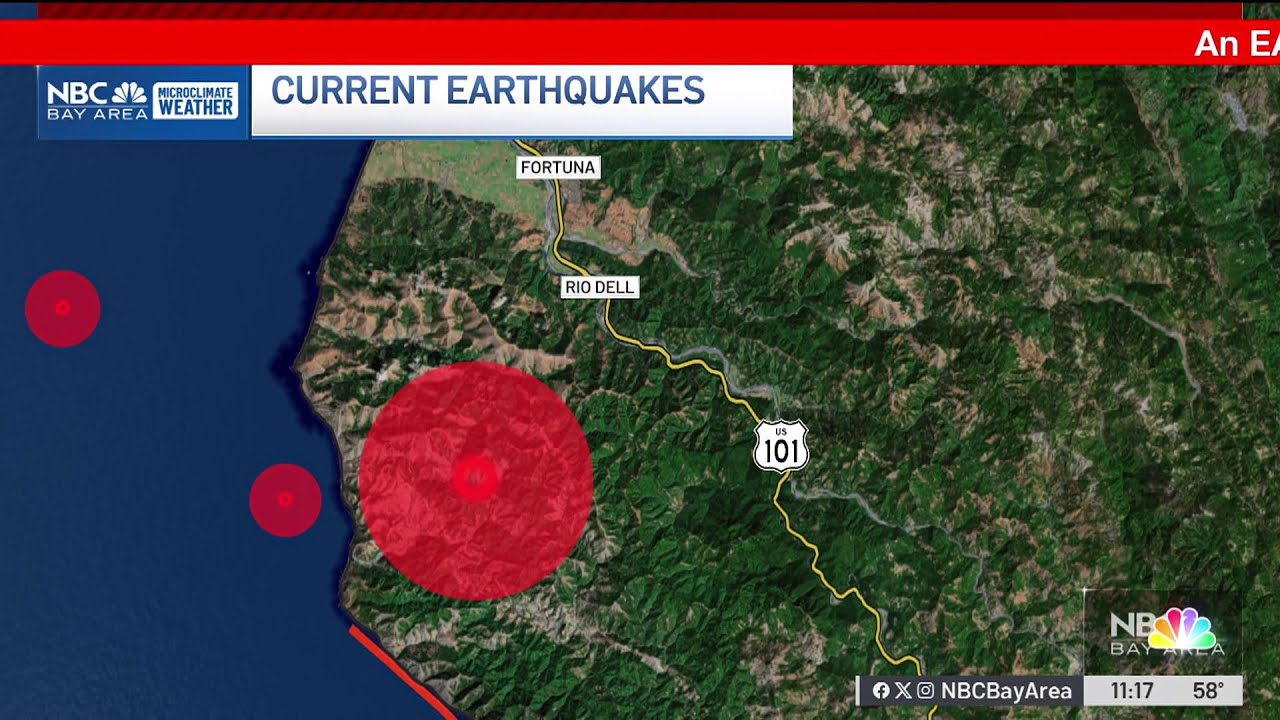 An EA
NBC
BAY AREA
MICROCLIMATE
WEATHER
CURRENT EARTHQUAKES
FORTUNA
RIO DELL
US
101
NB
BAY AREA
NBCBayArea
11:17 58°